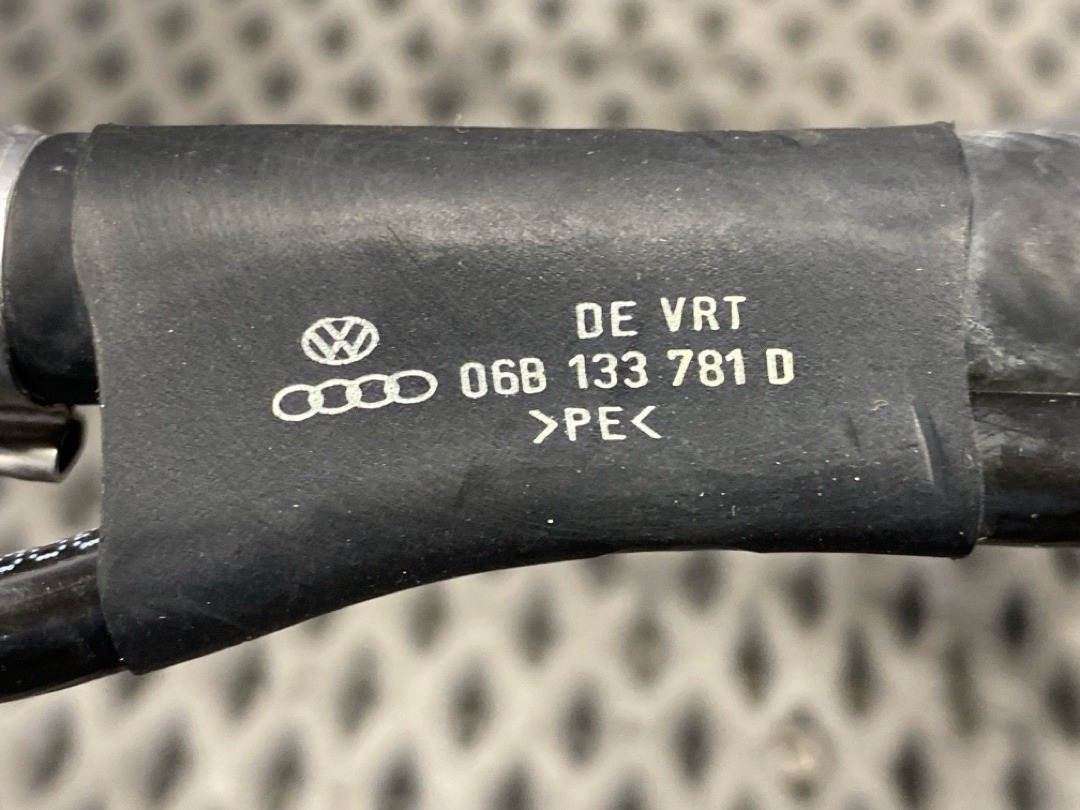 DE VRT
06B 133 781 D
>PE<